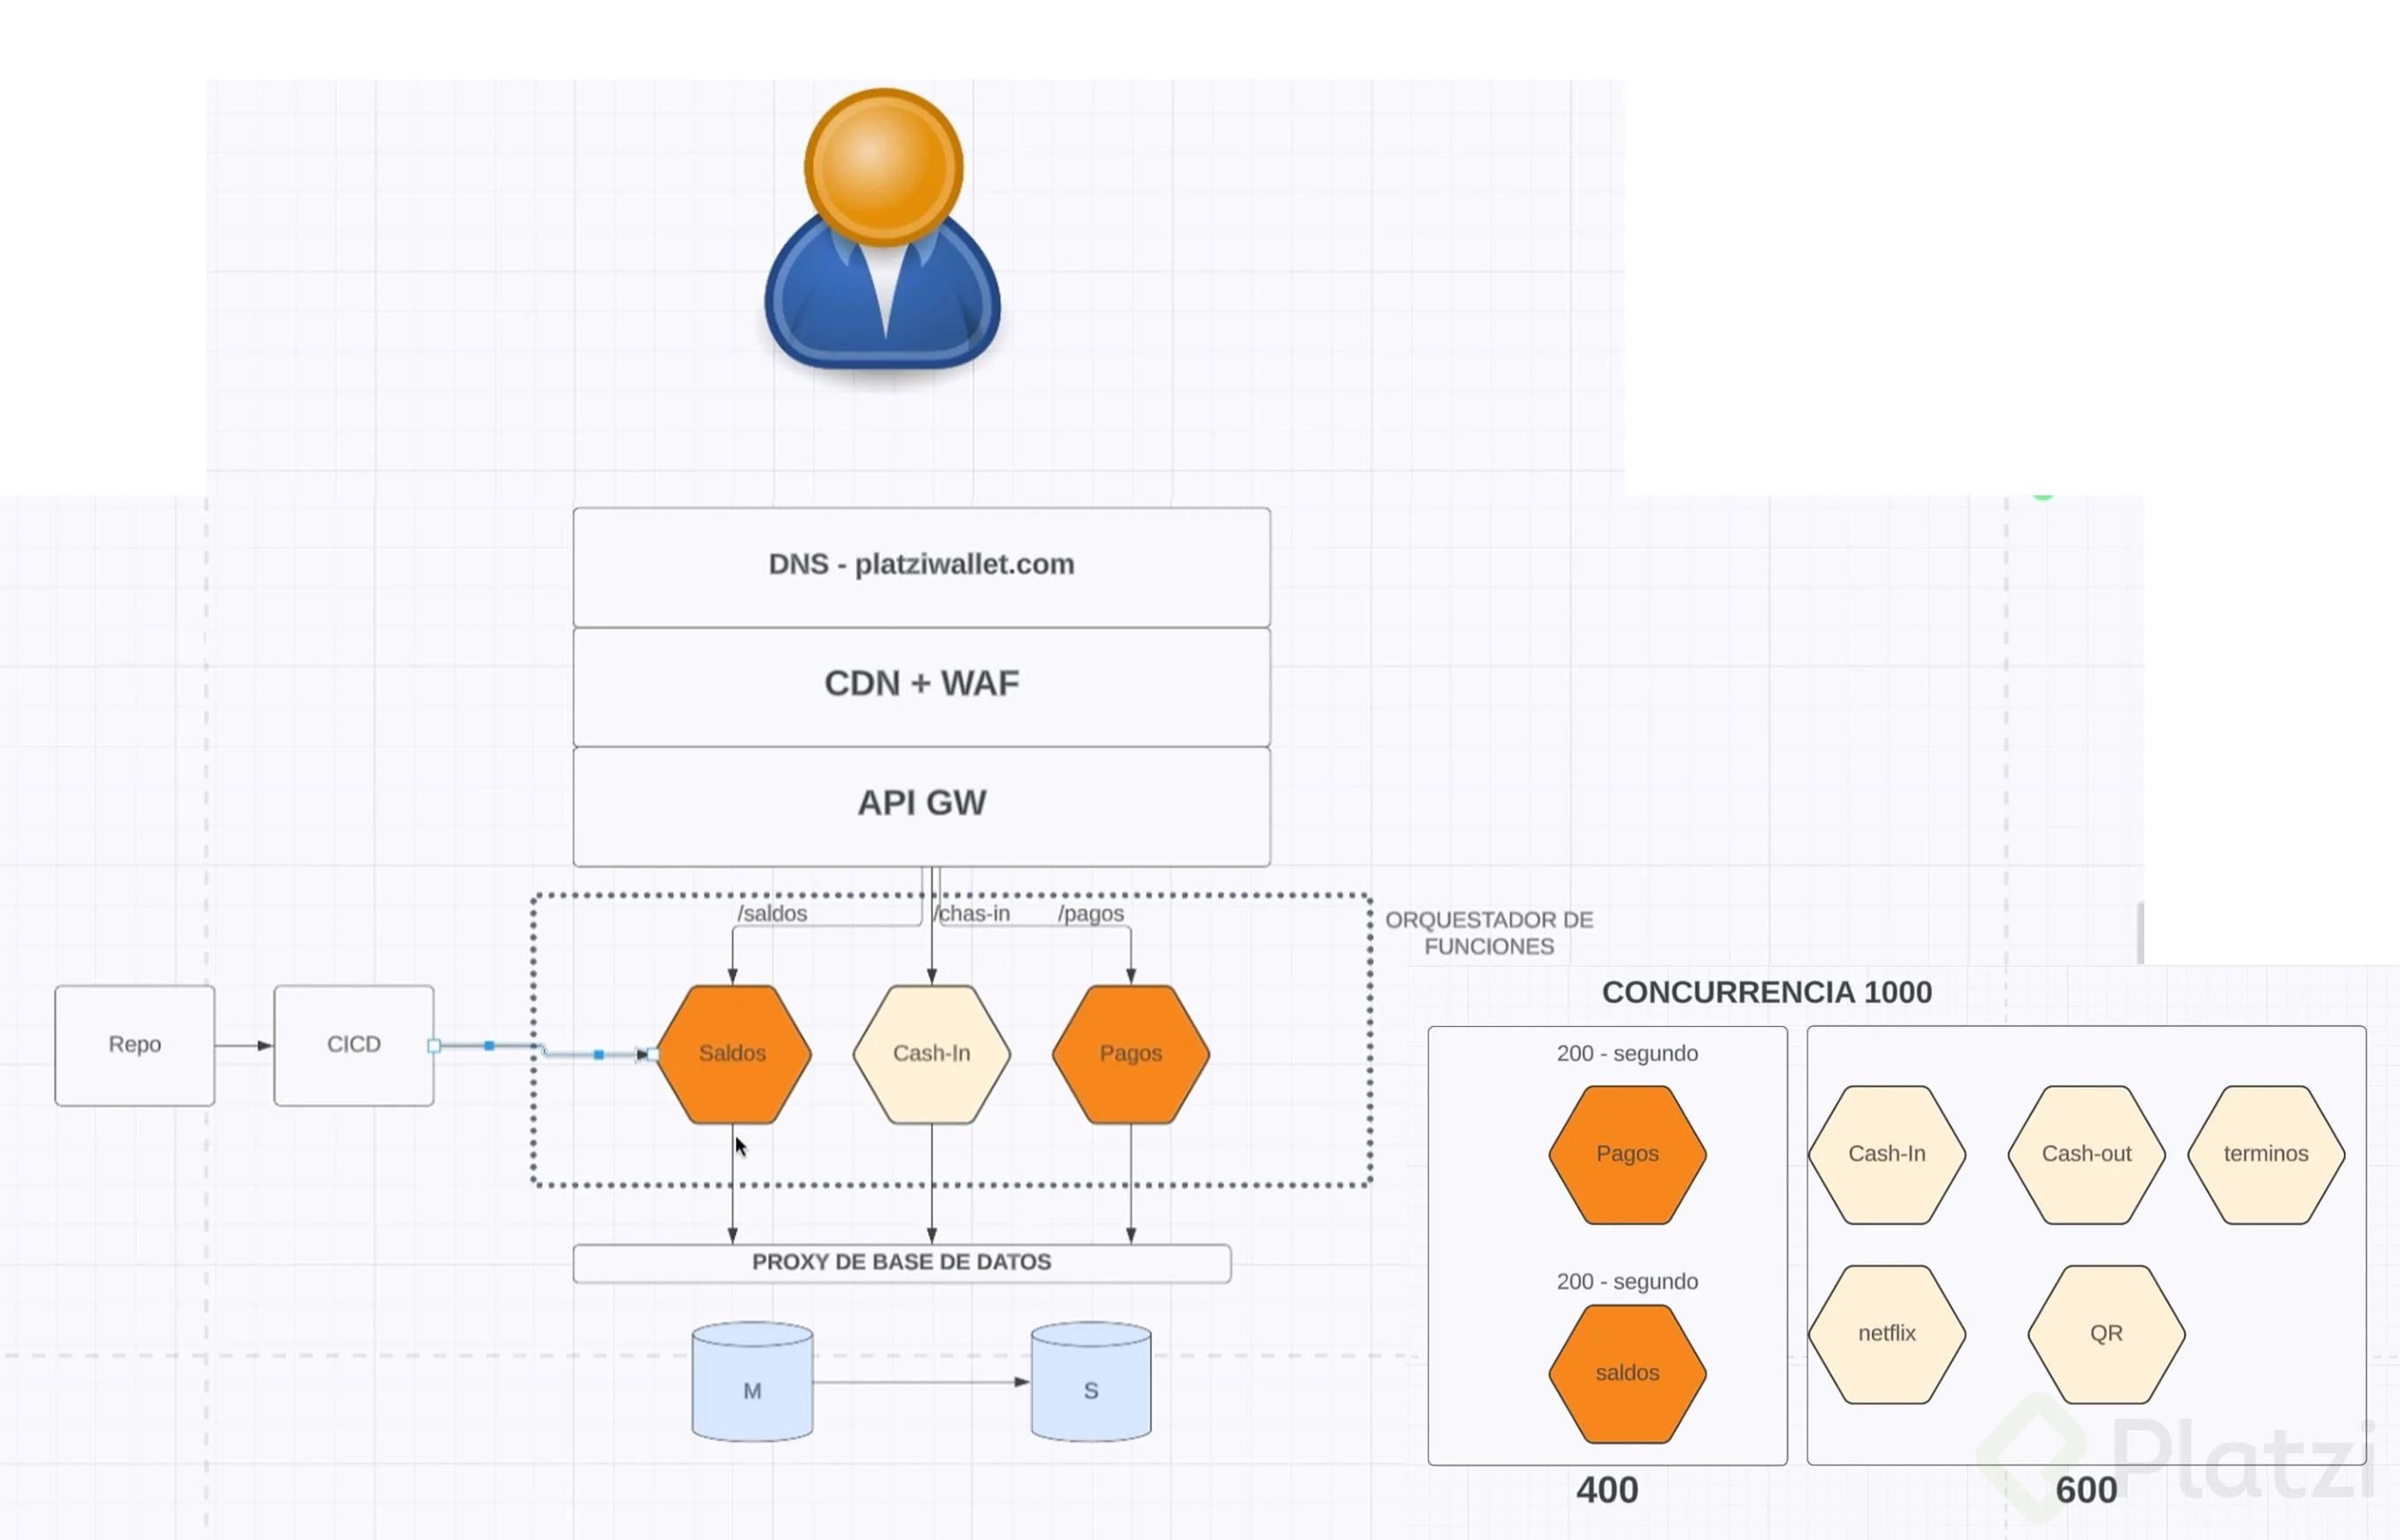 DNS - platziwallet.com
CDN + WAF
API GW
/saldos
/chas-in
/pagos
ORQUESTADOR DE
FUNCIONES
Repo
CICD
Saldos
Cash-In
Pagos
PROXY DE BASE DE DATOS
M
S
CONCURRENCIA 1000
200 - segundo
Pagos
200 - segundo
saldos
400
Cash-In
Cash-out
terminos
netflix
QR
600
Platzi